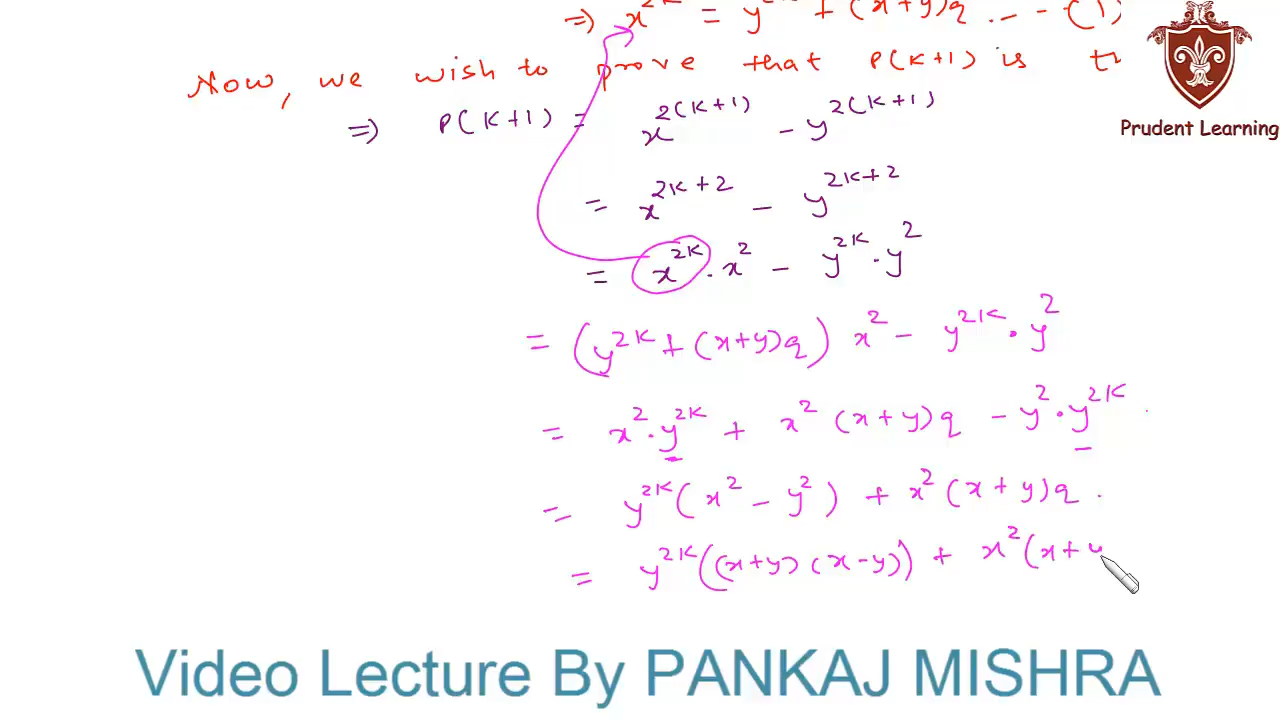 =) x^2K = y^2K + (x+y)q . - - (1)
Now, we wish to prove that P(K+1) is
Prudent Learning
=) P(K+1) = x^2(K+1) - y^2(K+1)
= x^2K+2 - y^2K+2
= x^2K . x^2 - y^2K . y^2
= (y^2K + (x+y)q) x^2 - y^2K . y^2
= x^2 . y^2K + x^2 (x+y)q - y^2 . y^2K
= y^2K (x^2 - y^2) + x^2 (x+y)q .
= y^2K ((x+y) (x-y)) + x^2 (x+
Video Lecture By PANKAJ MISHRA